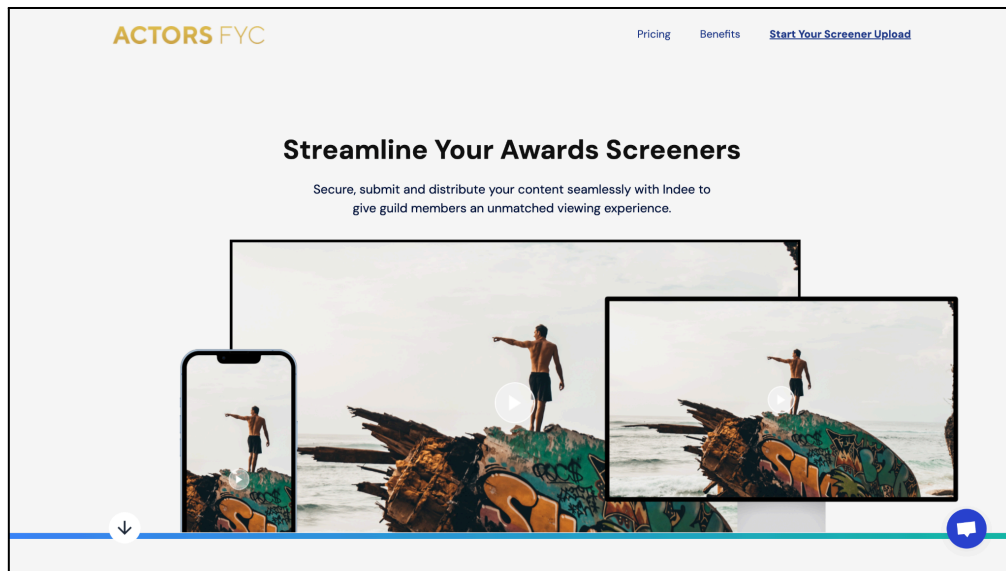 ACTORS FYC
Pricing
Benefits
Start Your Screener Upload
Streamline Your Awards Screeners
Secure, submit and distribute your content seamlessly with Indee to
give guild members an unmatched viewing experience.